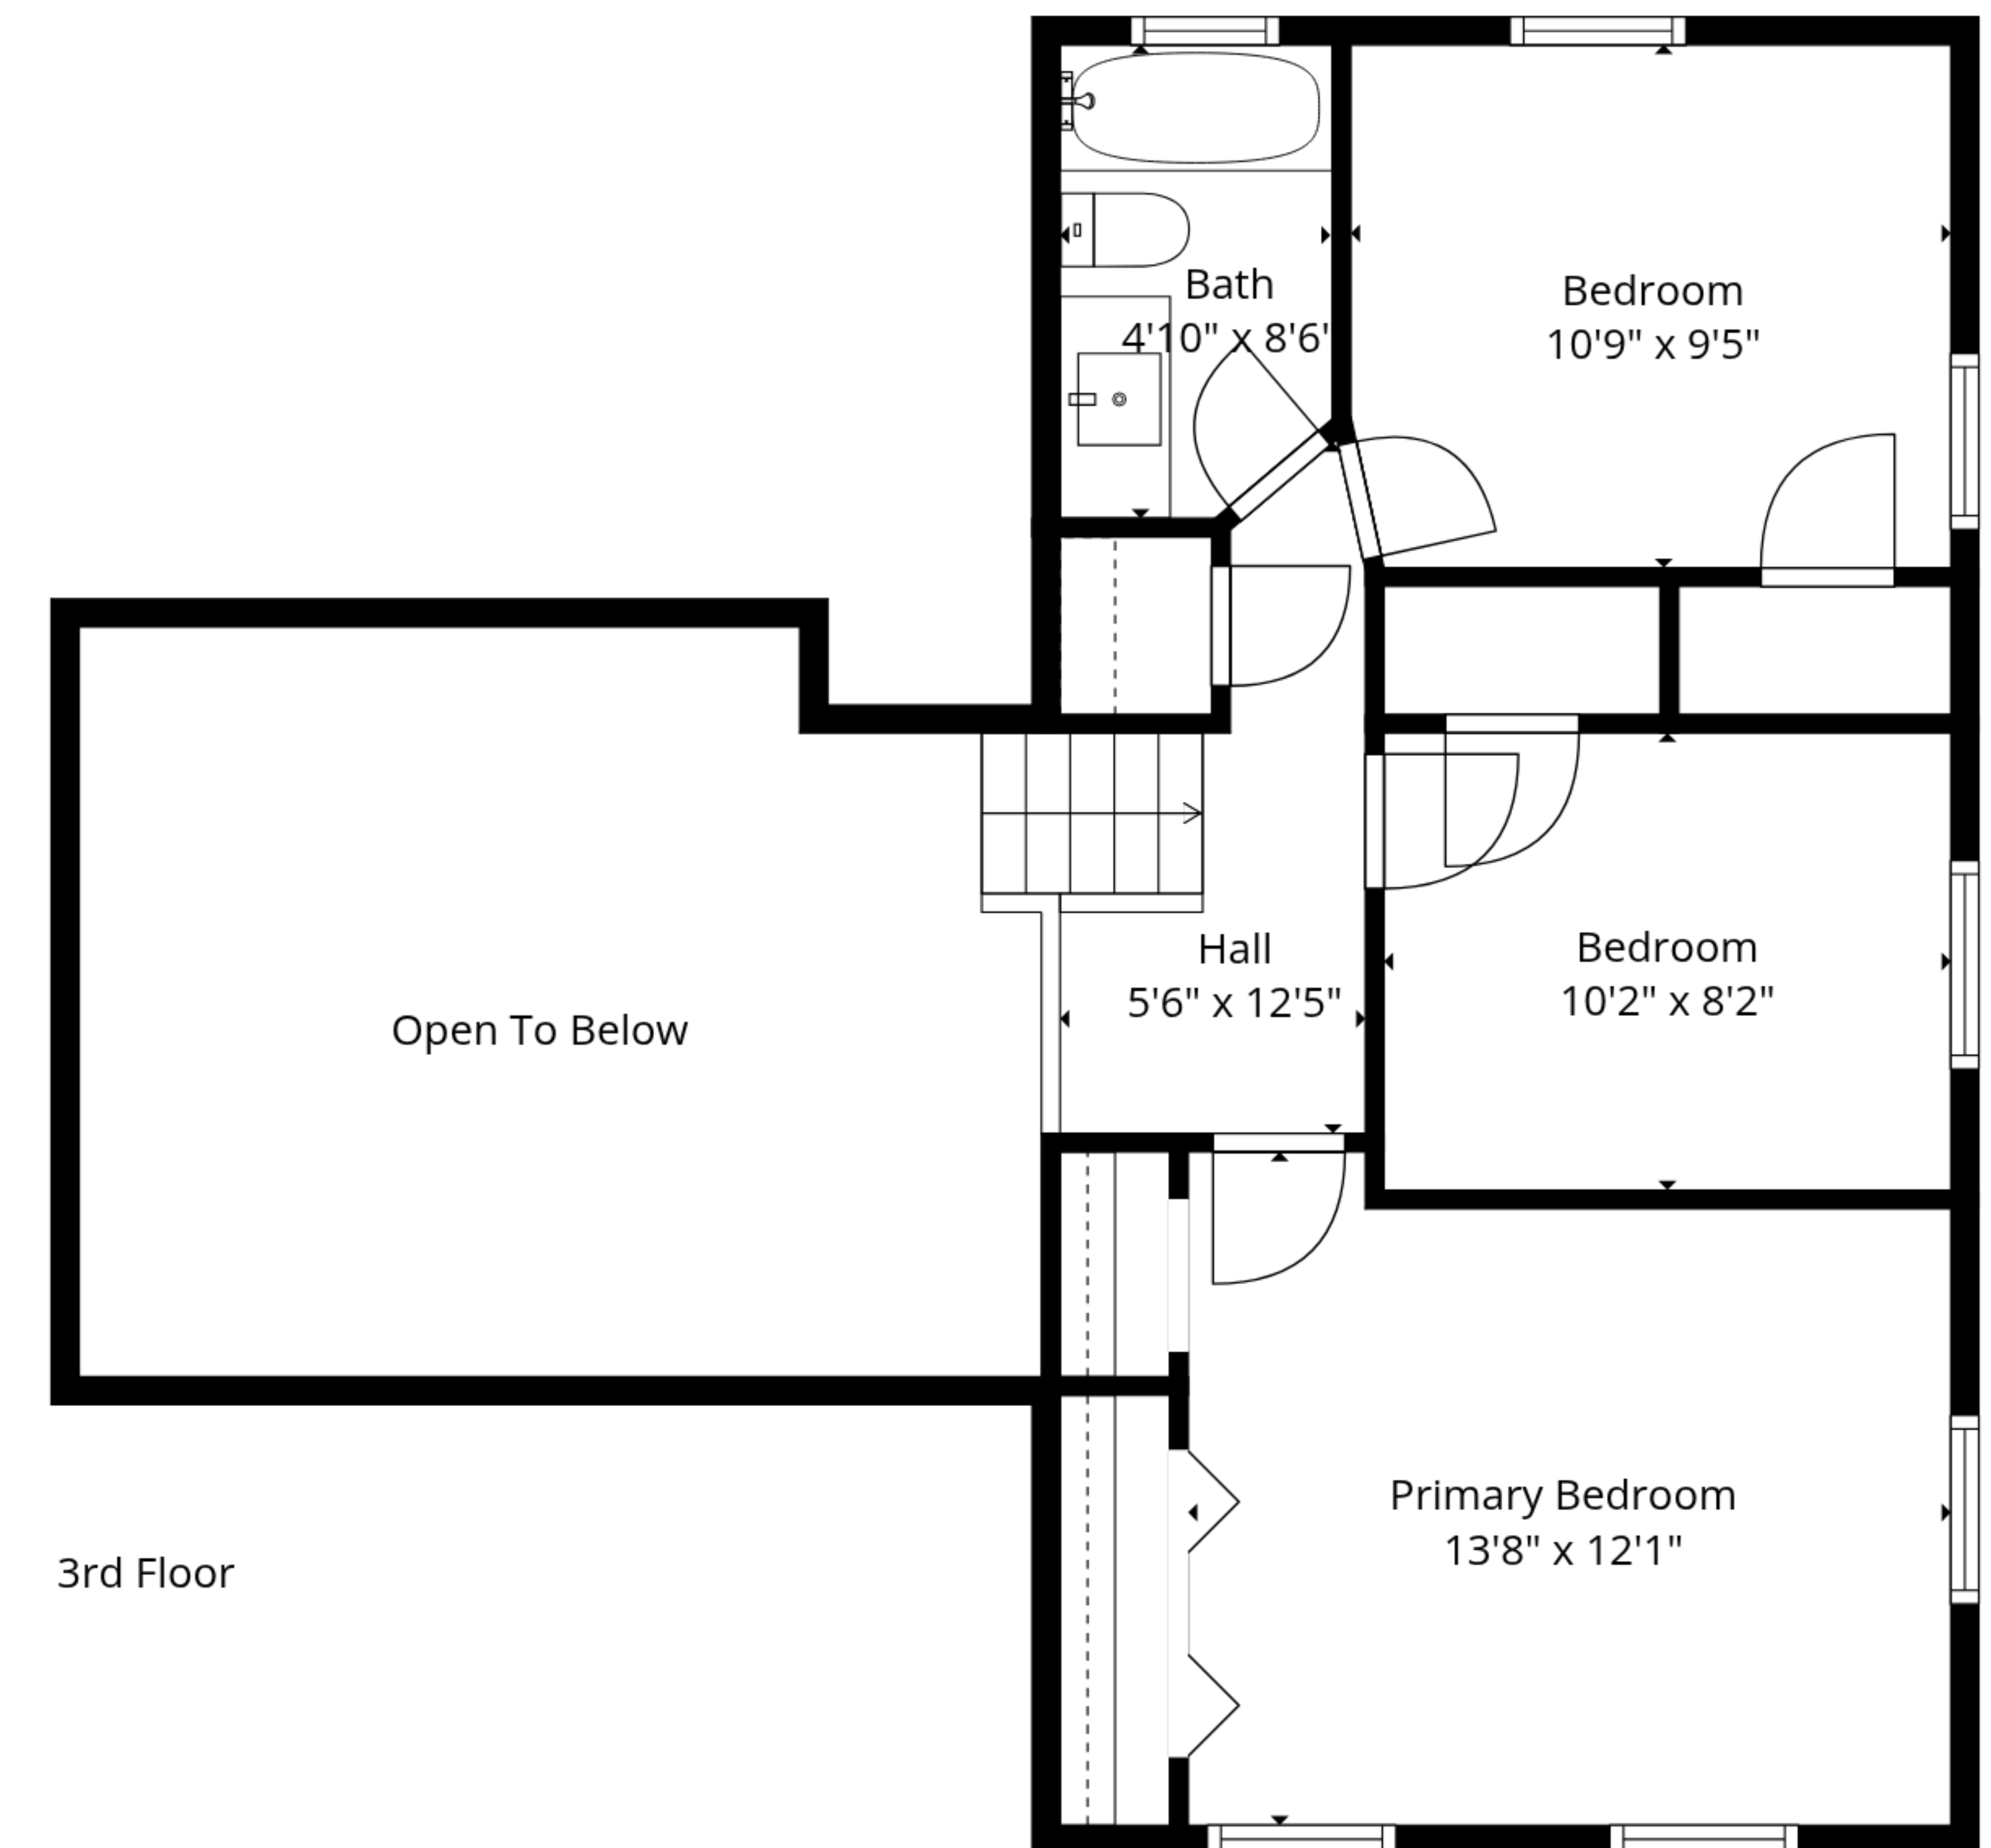 Bath
4'10" x 8'6"
Bedroom
10'9" x 9'5"
Hall
5'6" x 12'5"
Bedroom
10'2" x 8'2"
Open To Below
Primary Bedroom
13'8" x 12'1"
3rd Floor